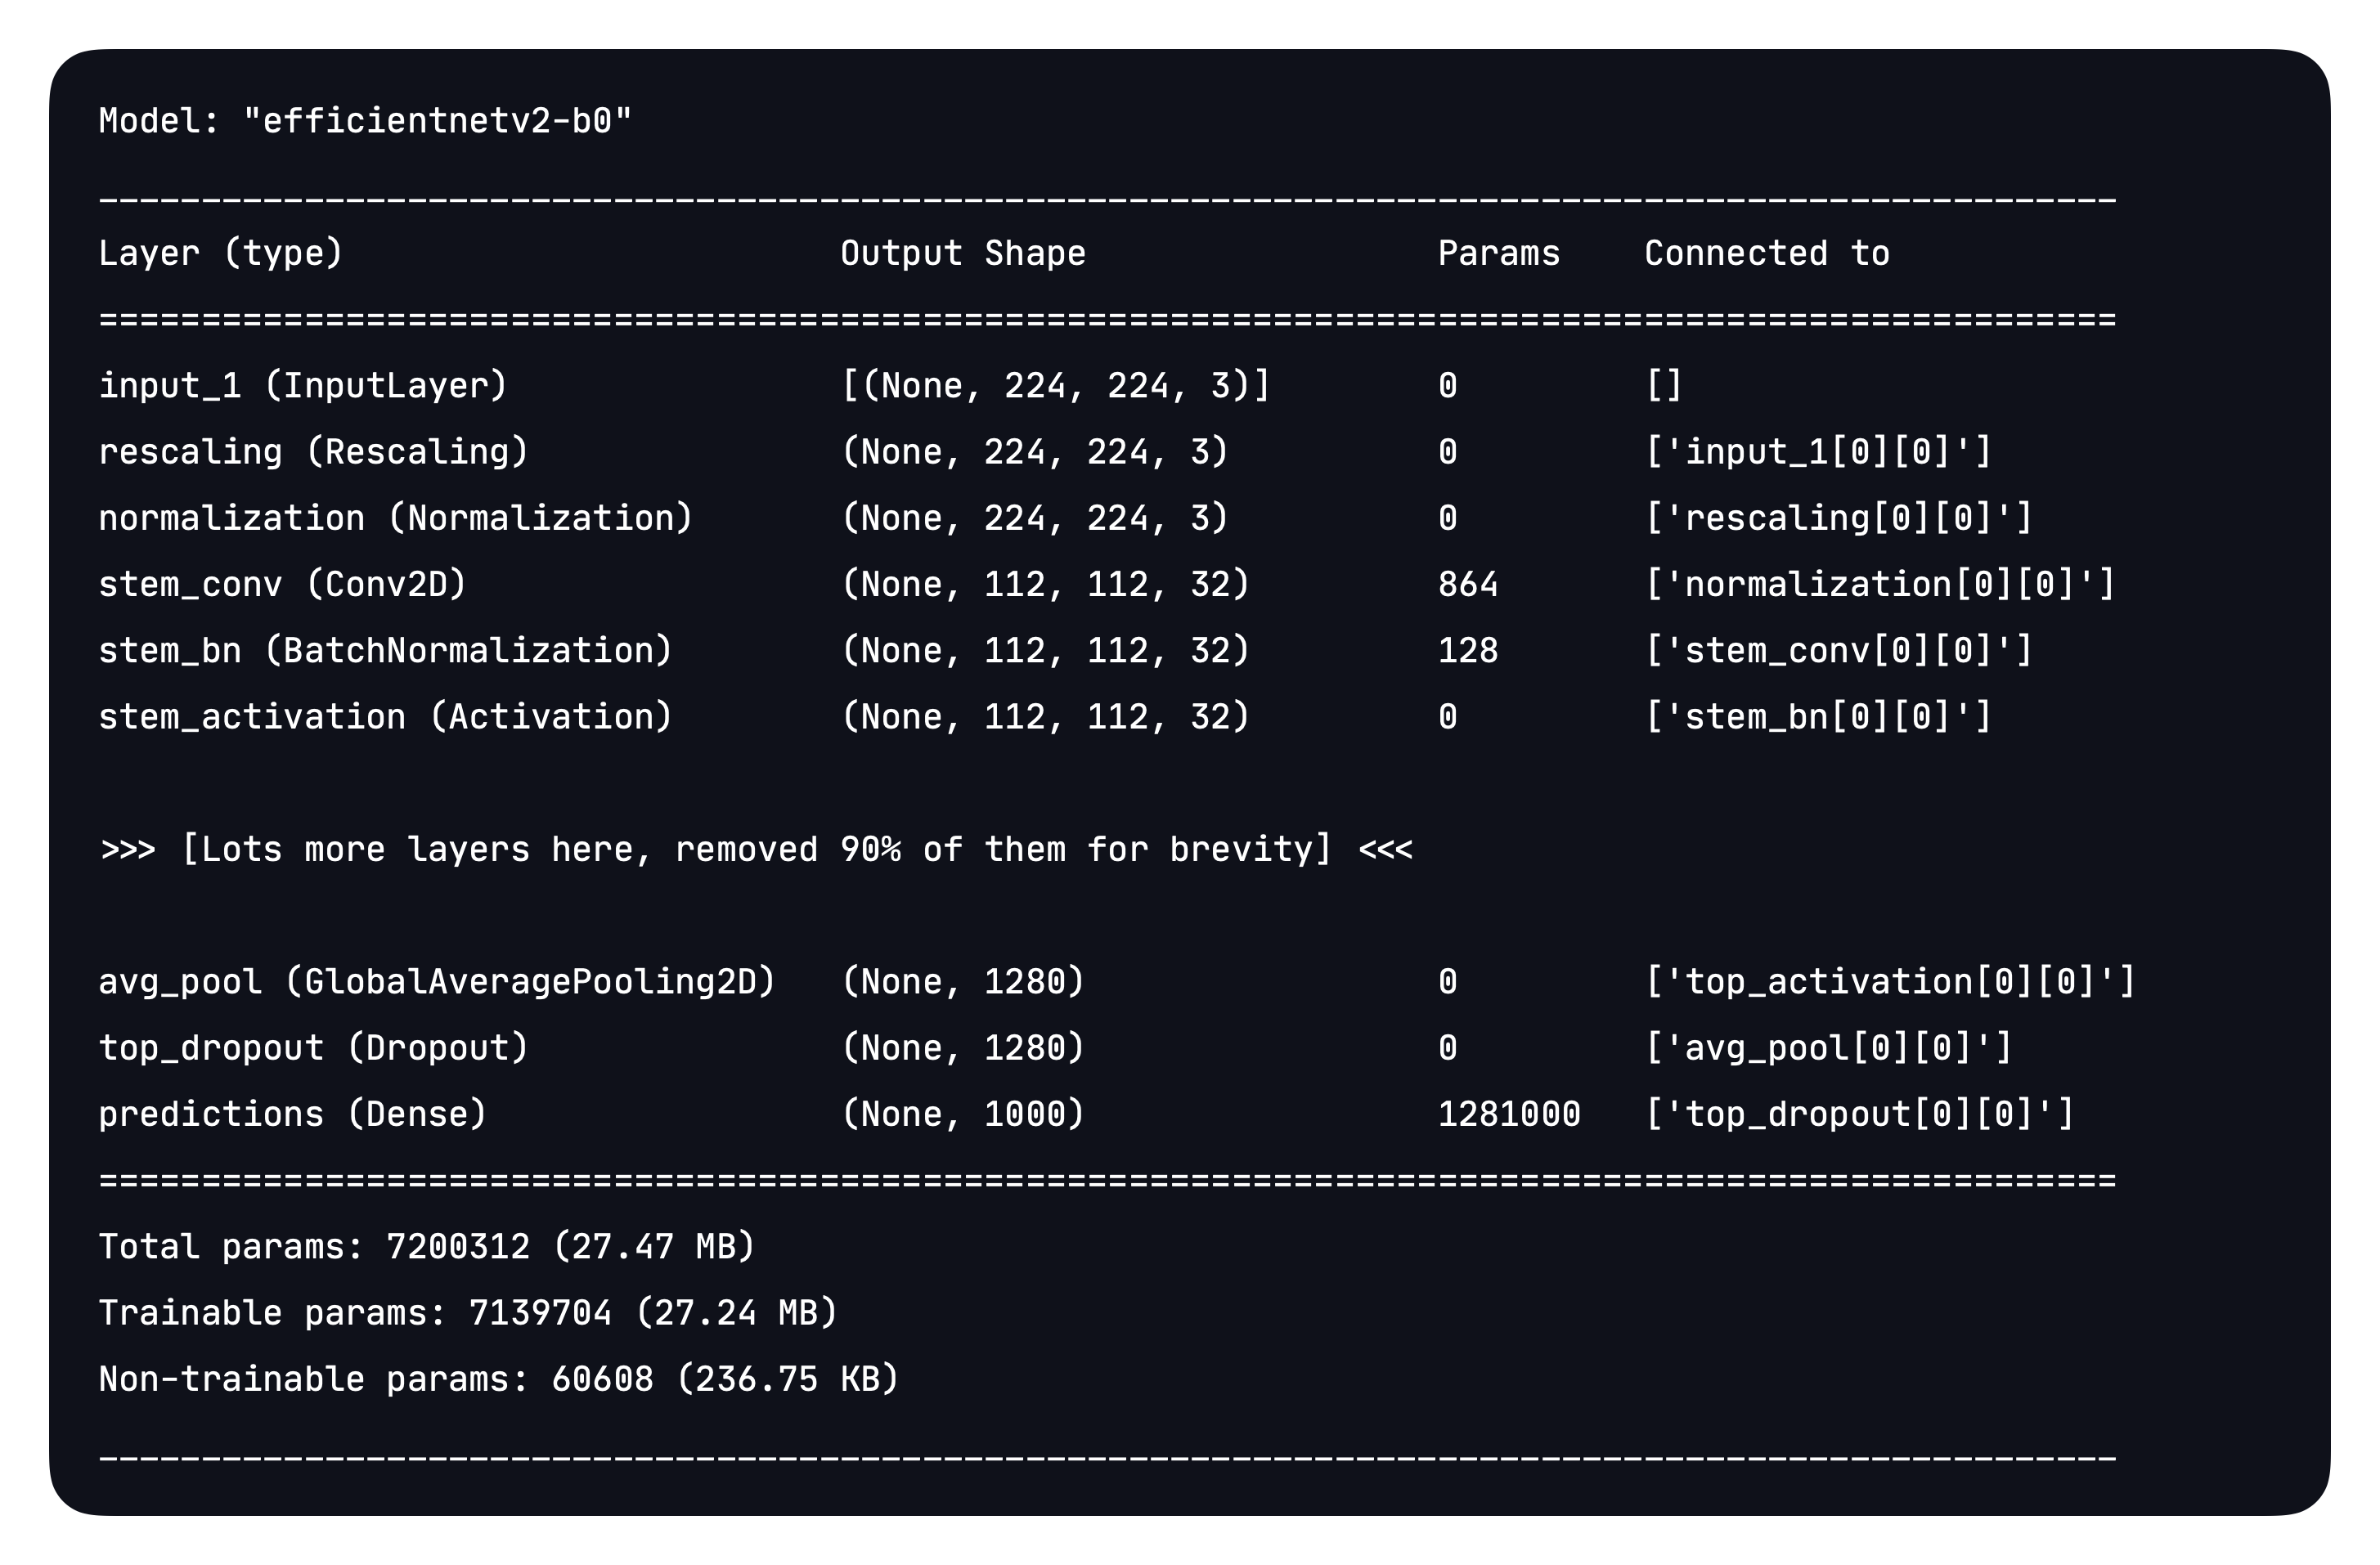 Model: "efficientnetv2-b0"
__________________________________________________________________________________________________
Layer (type)                        Output Shape                 Params    Connected to
==================================================================================================
input_1 (InputLayer)                [(None, 224, 224, 3)]        0         []
rescaling (Rescaling)               (None, 224, 224, 3)          0         ['input_1[0][0]']
normalization (Normalization)       (None, 224, 224, 3)          0         ['rescaling[0][0]']
stem_conv (Conv2D)                  (None, 112, 112, 32)         864       ['normalization[0][0]']
stem_bn (BatchNormalization)        (None, 112, 112, 32)         128       ['stem_conv[0][0]']
stem_activation (Activation)        (None, 112, 112, 32)         0         ['stem_bn[0][0]']
>>> [Lots more layers here, removed 90% of them for brevity] <<<
avg_pool (GlobalAveragePooling2D)   (None, 1280)                 0         ['top_activation[0][0]']
top_dropout (Dropout)               (None, 1280)                 0         ['avg_pool[0][0]']
predictions (Dense)                 (None, 1000)                 1281000   ['top_dropout[0][0]']
==================================================================================================
Total params: 7200312 (27.47 MB)
Trainable params: 7139704 (27.24 MB)
Non-trainable params: 60608 (236.75 KB)
__________________________________________________________________________________________________